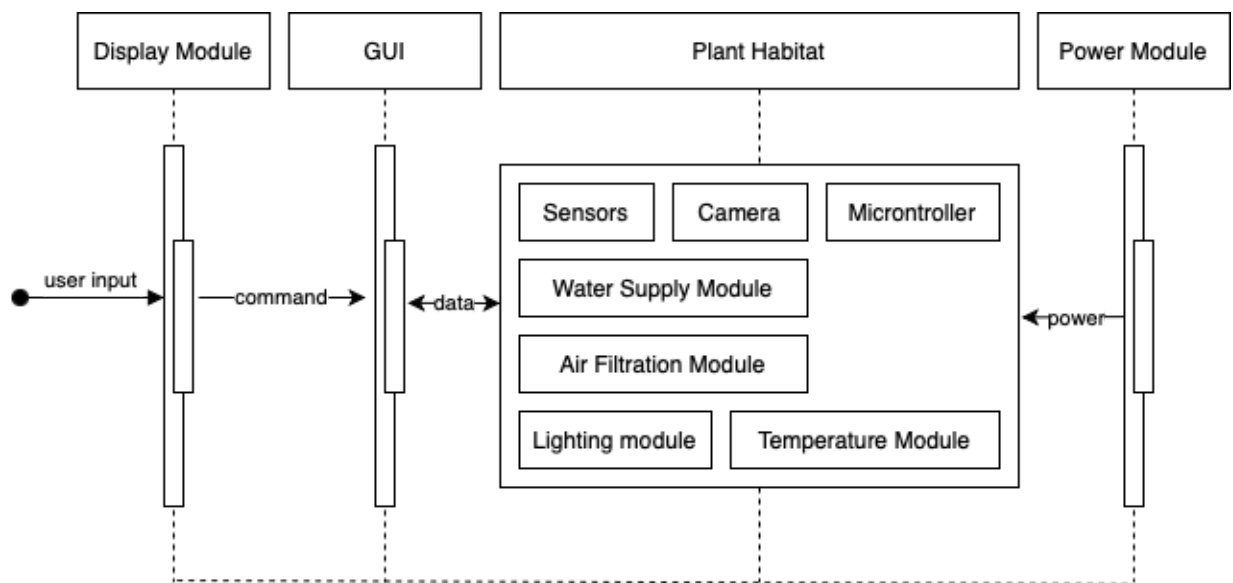 Display Module
GUI
Plant Habitat
Power Module
Sensors
Camera
Microntroller
user input
command
data
Water Supply Module
power
Air Filtration Module
Lighting module
Temperature Module